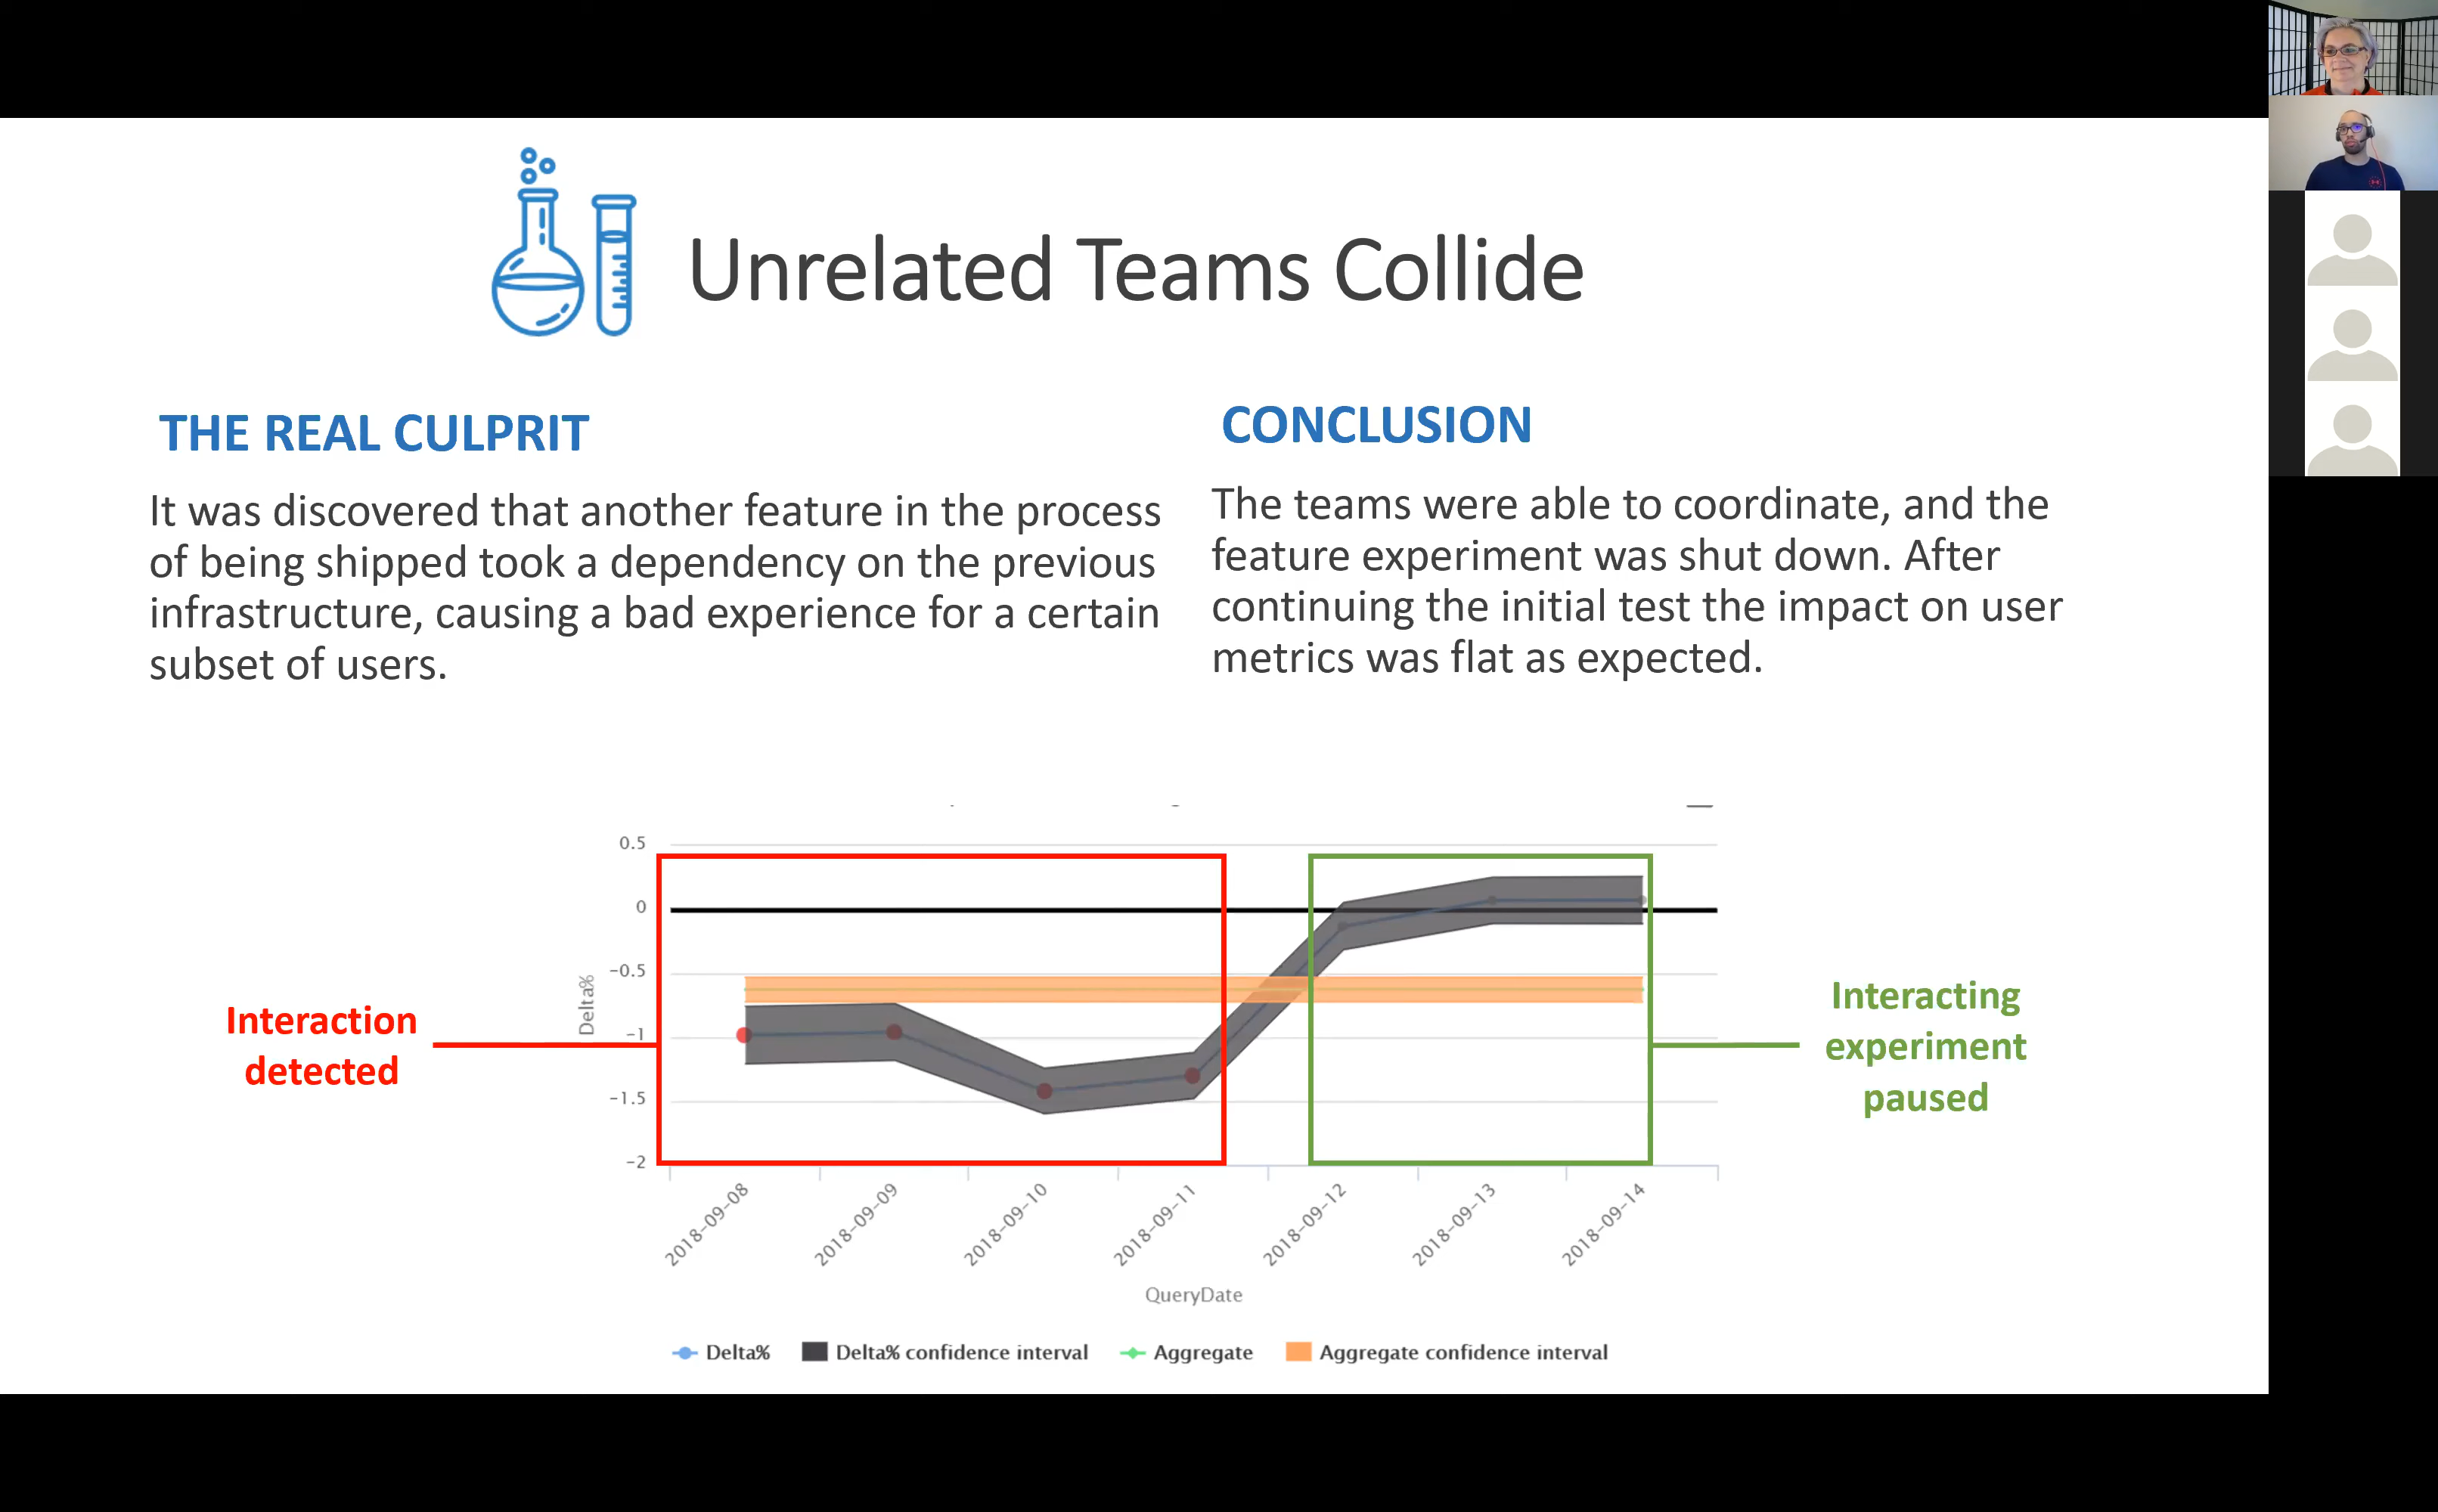 Unrelated Teams Collide
THE REAL CULPRIT
It was discovered that another feature in the process
of being shipped took a dependency on the previous
infrastructure, causing a bad experience for a certain
subset of users.
CONCLUSION
The teams were able to coordinate, and the
feature experiment was shut down. After
continuing the initial test the impact on user
metrics was flat as expected.
Interaction
detected
Delta%
0.5
0
-0.5
-1
-1.5
-2
2018-09-08
2018-09-09
2018-09-10
2018-09-11
2018-09-12
2018-09-13
2018-09-14
QueryDate
Delta%
Delta% confidence interval
Aggregate
Aggregate confidence interval
Interacting
experiment
paused